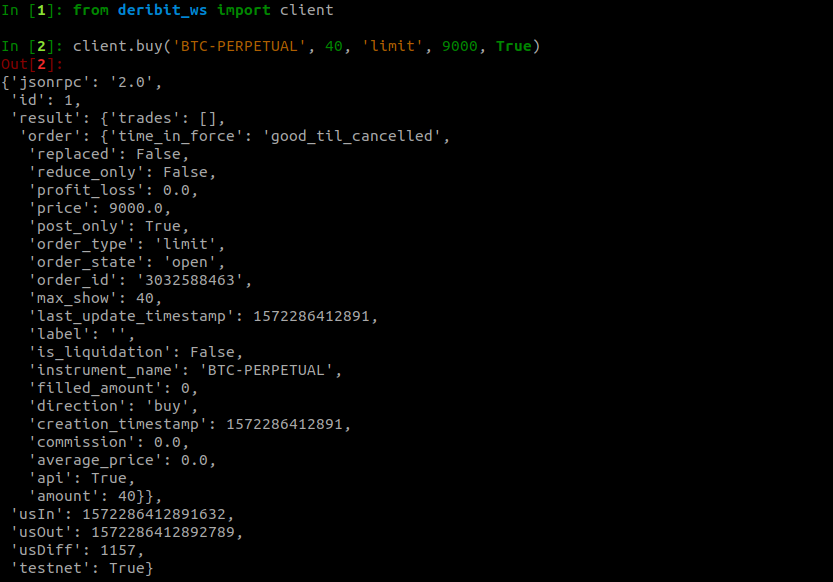 In [1]: from deribit_ws import client
In [2]: client.buy('BTC-PERPETUAL', 40, 'limit', 9000, True)
Out[2]:
{'jsonrpc': '2.0',
 'id': 1,
 'result': {'trades': [],
  'order': {'time_in_force': 'good_til_cancelled',
   'replaced': False,
   'reduce_only': False,
   'profit_loss': 0.0,
   'price': 9000.0,
   'post_only': True,
   'order_type': 'limit',
   'order_state': 'open',
   'order_id': '3032588463',
   'max_show': 40,
   'last_update_timestamp': 1572286412891,
   'label': '',
   'is_liquidation': False,
   'instrument_name': 'BTC-PERPETUAL',
   'filled_amount': 0,
   'direction': 'buy',
   'creation_timestamp': 1572286412891,
   'commission': 0.0,
   'average_price': 0.0,
   'api': True,
   'amount': 40}},
 'usIn': 1572286412891632,
 'usOut': 1572286412892789,
 'usDiff': 1157,
 'testnet': True}